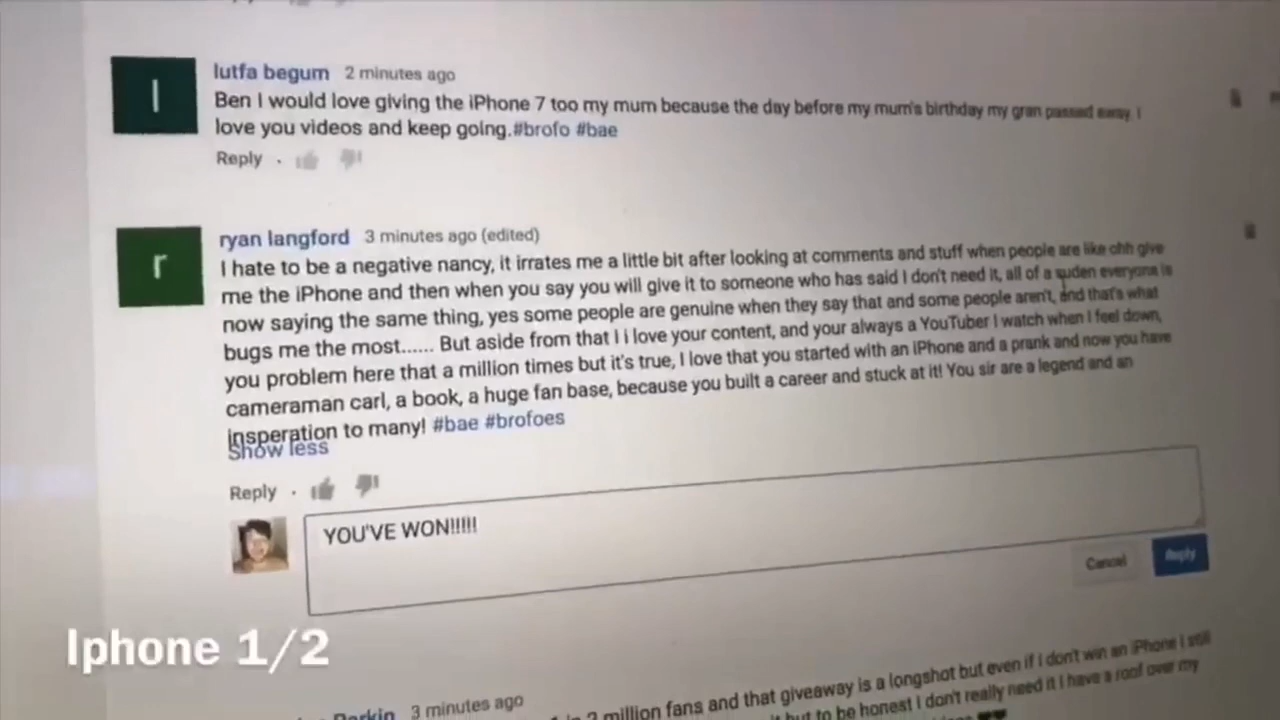 lutfa begum 2 minutes ago
Ben I would love giving the iPhone 7 too my mum because the day before my mum's birthday my gran passed away. I
love you videos and keep going.#brofo #bae
Reply
ryan langford 3 minutes ago (edited)
I hate to be a negative nancy, it irrates me a little bit after looking at comments and stuff when people are like ohh give
me the iPhone and then when you say you will give it to someone who has said I don't need it, all of a suden everyone is
now saying the same thing, yes some people are genuine when they say that and some people aren't, and that's what
bugs me the most...... But aside from that I i love your content, and your always a YouTuber I watch when I feel down,
you problem here that a million times but it's true, I love that you started with an iPhone and a prank and now you have
cameraman carl, a book, a huge fan base, because you built a career and stuck at it! You sir are a legend and an
insperation to many! #bae #brofoes
Show less
Reply
YOU'VE WON!!!!!
Cancel Reply
Iphone 1/2
Parkin 3 minutes ago
million fans and that giveaway is a longshot but even if i don't win an iPhone I still
but to be honest I don't really need it I have a roof over my